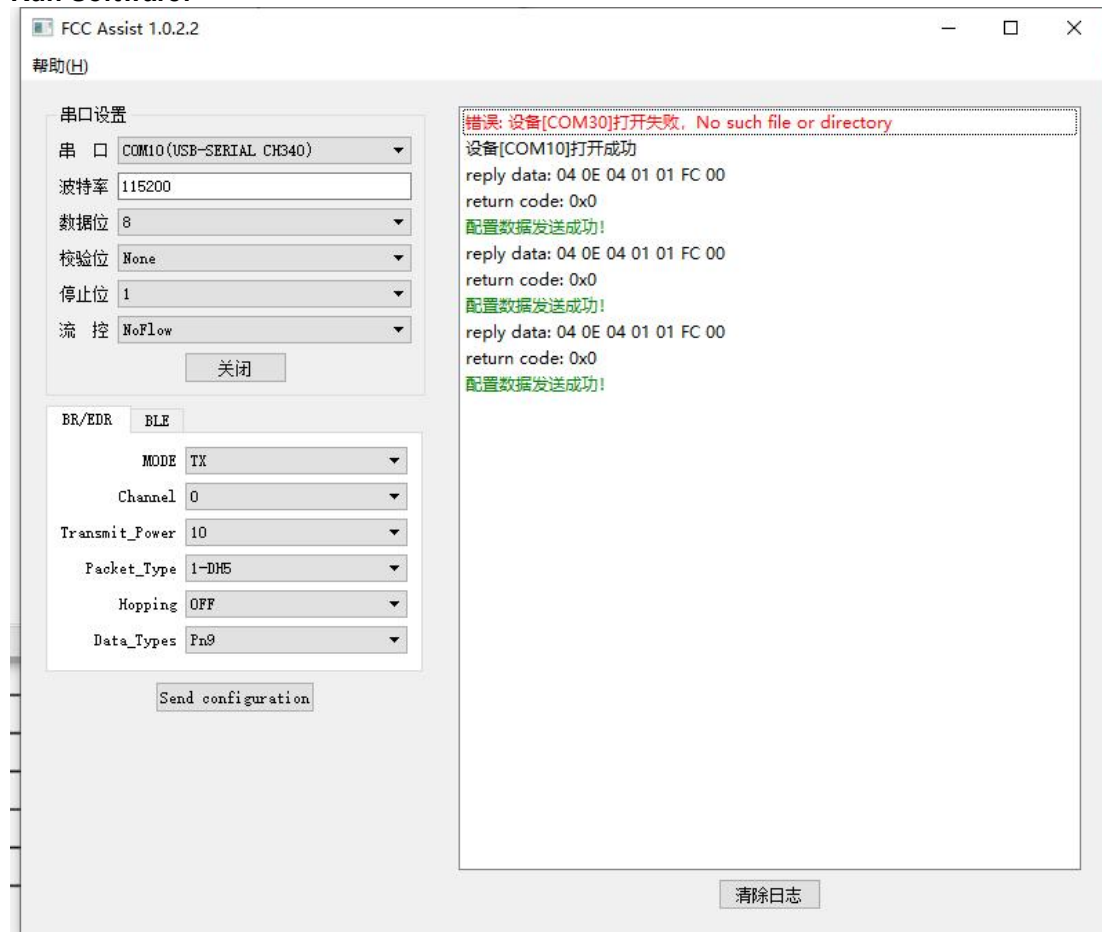 Run Software:
FCC Assist 1.0.2.2
帮助(H)
串口设置
串 口 COM10(USB-SERIAL CH340)
波特率 115200
数据位 8
校验位 None
停止位 1
流 控 NoFlow
关闭
BR/EDR BLE
MODE TX
Channel 0
Transmit_Power 10
Packet_Type 1-DH5
Hopping OFF
Data_Types Pn9
Send configuration
错误: 设备[COM30]打开失败, No such file or directory
设备[COM10]打开成功
reply data: 04 0E 04 01 01 FC 00
return code: 0x0
配置数据发送成功!
reply data: 04 0E 04 01 01 FC 00
return code: 0x0
配置数据发送成功!
reply data: 04 0E 04 01 01 FC 00
return code: 0x0
配置数据发送成功!
清除日志